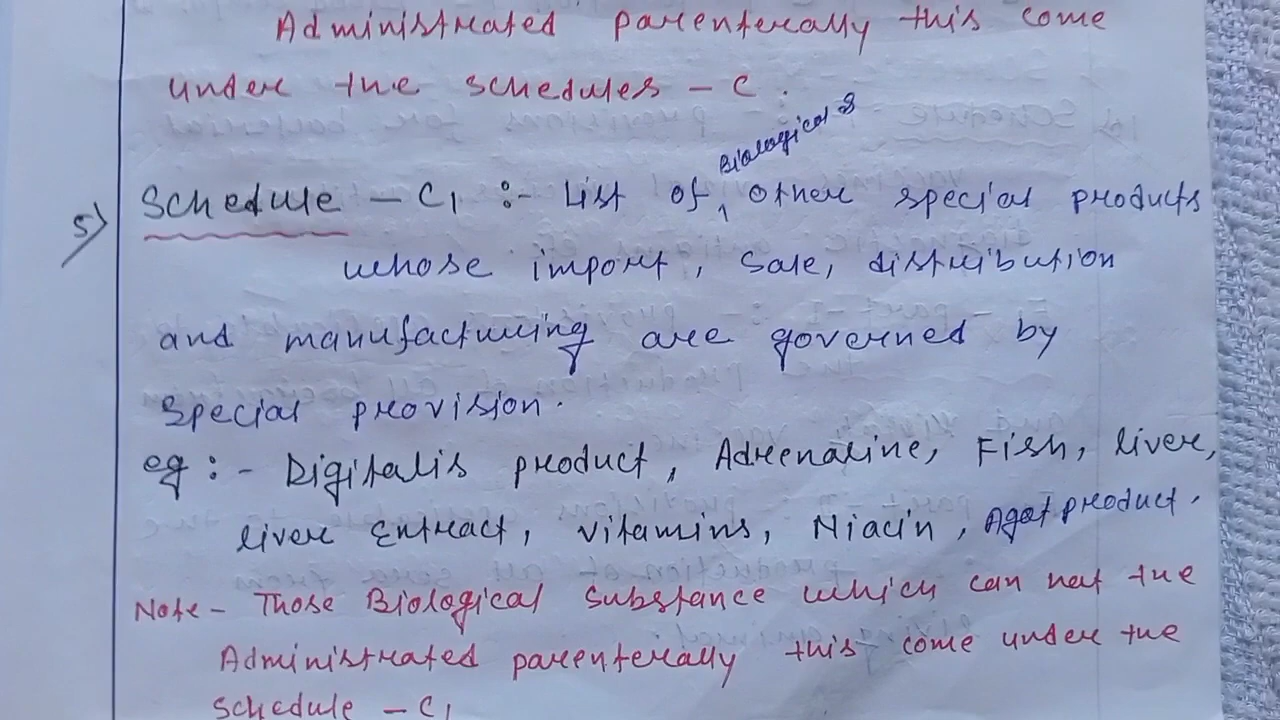 Administrated parenterally this come
under the schedules - C.
5) Schedule - C1 :- List of Biological & other special products
whose import, Sale, distribution
and manufacturing are governed by
special provision.
eg :- Digitalis product, Adrenaline, Fish, liver,
liver Extract, vitamins, Niacin, Agot product.
Note - Those Biological Substance which can not the
Administrated parenterally this come under the
schedule - C1